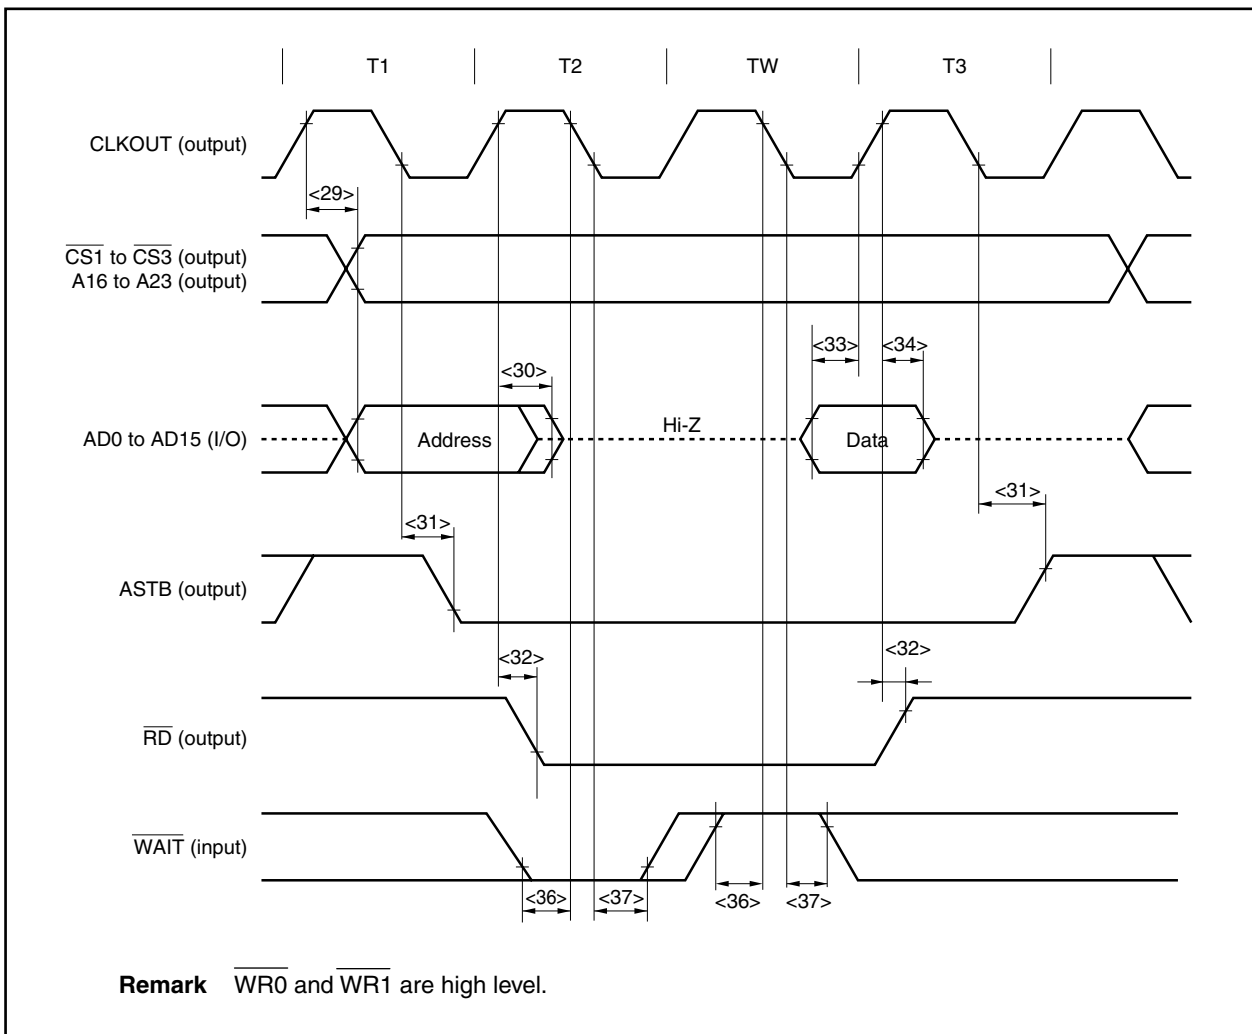 T1 T2 TW T3
CLKOUT (output)
<29>
CS1 to CS3 (output)
A16 to A23 (output)
<33> <34>
<30>
AD0 to AD15 (I/O) Address Hi-Z Data
<31>
<31>
ASTB (output)
<32>
<32>
RD (output)
WAIT (input)
<36> <37> <36> <37>
Remark WR0 and WR1 are high level.